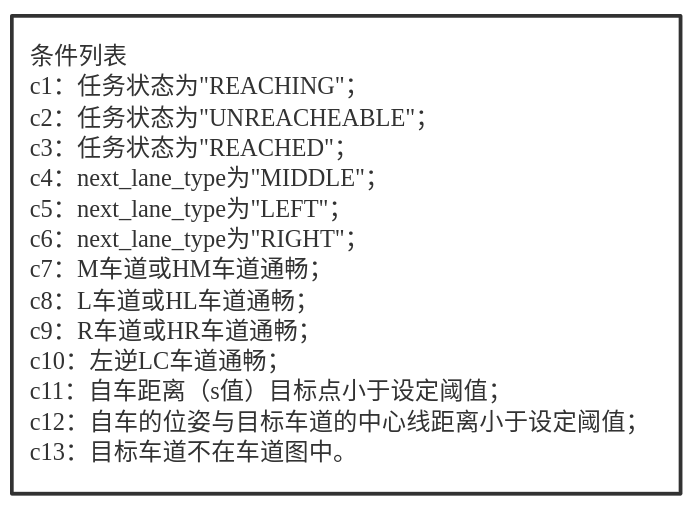 条件列表
c1：任务状态为"REACHING"；
c2：任务状态为"UNREACHEABLE"；
c3：任务状态为"REACHED"；
c4：next_lane_type为"MIDDLE"；
c5：next_lane_type为"LEFT"；
c6：next_lane_type为"RIGHT"；
c7：M车道或HM车道通畅；
c8：L车道或HL车道通畅；
c9：R车道或HR车道通畅；
c10：左逆LC车道通畅；
c11：自车距离（s值）目标点小于设定阈值；
c12：自车的位姿与目标车道的中心线距离小于设定阈值；
c13：目标车道不在车道图中。